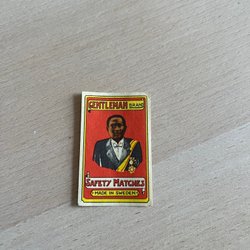 GENTLEMAN BRAND
SAFETY MATCHES
MADE IN SWEDEN